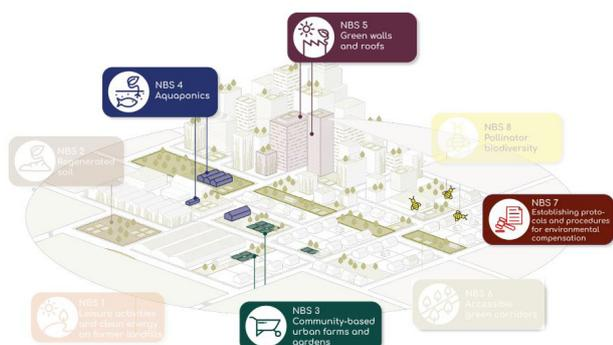 NBS 5
Green walls
and roofs
NBS 4
Aquaponics
NBS 8
Pollinator
biodiversity
NBS 2
Regenerated
soil
NBS 7
Establishing proto-
cols and procedures
for environmental
compensation
NBS 1
Leisure activities
and clean energy
on former landfills
NBS 6
Accessible
green corridors
NBS 3
Community-based
urban farms and
gardens